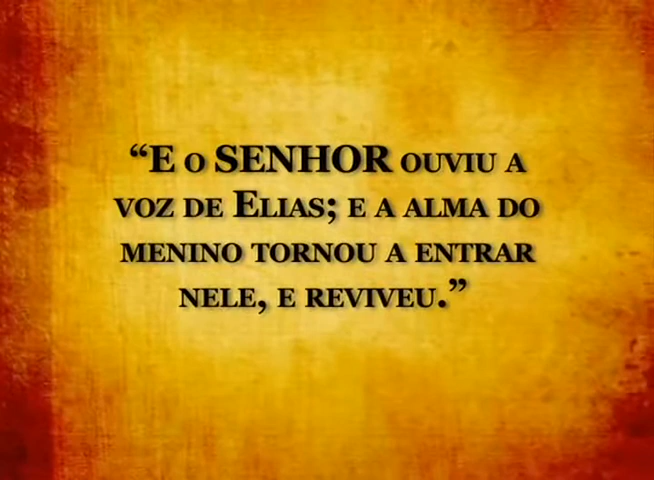 “E O SENHOR OUVIU A
VOZ DE ELIAS; E A ALMA DO
MENINO TORNOU A ENTRAR
NELE, E REVIVEU.”